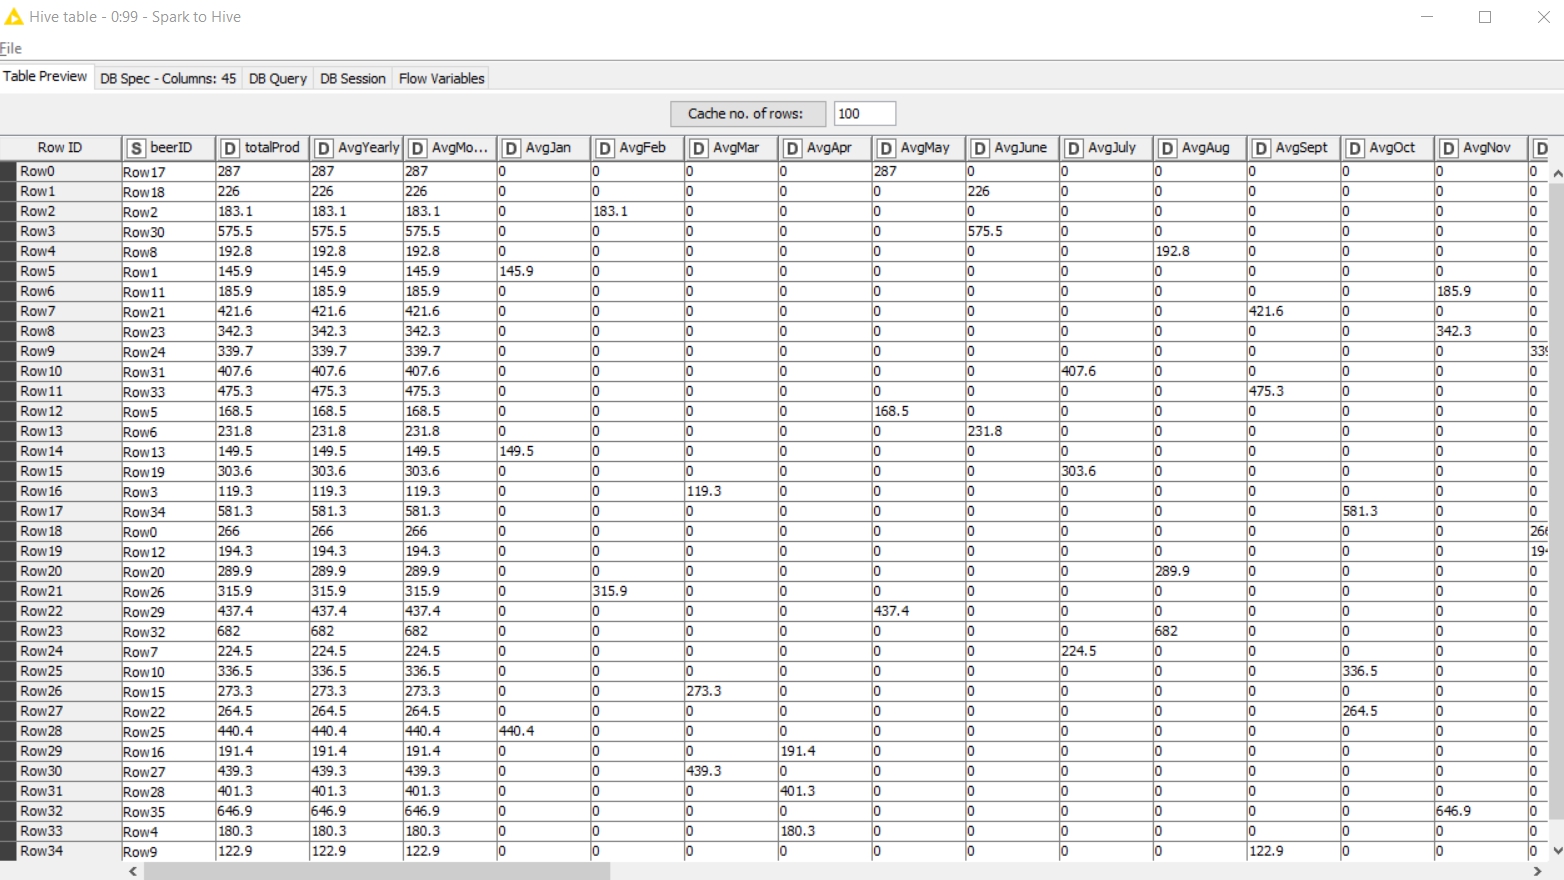 Hive table - 0:99 - Spark to Hive
File
Table Preview DB Spec - Columns: 45 DB Query DB Session Flow Variables
Cache no. of rows: 100
Row ID S beerID D totalProd D AvgYearly D AvgMo... D AvgJan D AvgFeb D AvgMar D AvgApr D AvgMay D AvgJune D AvgJuly D AvgAug D AvgSept D AvgOct D AvgNov D
Row0 Row17 287 287 287 0 0 0 0 287 0 0 0 0 0 0 0
Row1 Row18 226 226 226 0 0 0 0 0 226 0 0 0 0 0 0
Row2 Row2 183.1 183.1 183.1 0 183.1 0 0 0 0 0 0 0 0 0 0
Row3 Row30 575.5 575.5 575.5 0 0 0 0 0 575.5 0 0 0 0 0 0
Row4 Row8 192.8 192.8 192.8 0 0 0 0 0 0 0 192.8 0 0 0 0
Row5 Row1 145.9 145.9 145.9 145.9 0 0 0 0 0 0 0 0 0 0 0
Row6 Row11 185.9 185.9 185.9 0 0 0 0 0 0 0 0 0 0 185.9 0
Row7 Row21 421.6 421.6 421.6 0 0 0 0 0 0 0 0 421.6 0 0 0
Row8 Row23 342.3 342.3 342.3 0 0 0 0 0 0 0 0 0 0 342.3 0
Row9 Row24 339.7 339.7 339.7 0 0 0 0 0 0 0 0 0 0 0
Row10 Row31 407.6 407.6 407.6 0 0 0 0 0 0 407.6 0 0 0 0 0
Row11 Row33 475.3 475.3 475.3 0 0 0 0 0 0 0 0 475.3 0 0 0
Row12 Row5 168.5 168.5 168.5 0 0 0 0 168.5 0 0 0 0 0 0 0
Row13 Row6 231.8 231.8 231.8 0 0 0 0 0 231.8 0 0 0 0 0 0
Row14 Row13 149.5 149.5 149.5 149.5 0 0 0 0 0 0 0 0 0 0 0
Row15 Row19 303.6 303.6 303.6 0 0 0 0 0 0 303.6 0 0 0 0 0
Row16 Row3 119.3 119.3 119.3 0 0 119.3 0 0 0 0 0 0 0 0 0
Row17 Row34 581.3 581.3 581.3 0 0 0 0 0 0 0 0 0 581.3 0 0
Row18 Row0 266 266 266 0 0 0 0 0 0 0 0 0 0 0
Row19 Row12 194.3 194.3 194.3 0 0 0 0 0 0 0 0 0 0 0
Row20 Row20 289.9 289.9 289.9 0 0 0 0 0 0 0 289.9 0 0 0 0
Row21 Row26 315.9 315.9 315.9 0 315.9 0 0 0 0 0 0 0 0 0 0
Row22 Row29 437.4 437.4 437.4 0 0 0 0 437.4 0 0 0 0 0 0 0
Row23 Row32 682 682 682 0 0 0 0 0 0 0 682 0 0 0 0
Row24 Row7 224.5 224.5 224.5 0 0 0 0 0 0 224.5 0 0 0 0 0
Row25 Row10 336.5 336.5 336.5 0 0 0 0 0 0 0 0 0 336.5 0 0
Row26 Row15 273.3 273.3 273.3 0 0 273.3 0 0 0 0 0 0 0 0 0
Row27 Row22 264.5 264.5 264.5 0 0 0 0 0 0 0 0 0 264.5 0 0
Row28 Row25 440.4 440.4 440.4 440.4 0 0 0 0 0 0 0 0 0 0 0
Row29 Row16 191.4 191.4 191.4 0 0 0 191.4 0 0 0 0 0 0 0 0
Row30 Row27 439.3 439.3 439.3 0 0 439.3 0 0 0 0 0 0 0 0 0
Row31 Row28 401.3 401.3 401.3 0 0 0 401.3 0 0 0 0 0 0 0 0
Row32 Row35 646.9 646.9 646.9 0 0 0 0 0 0 0 0 0 0 646.9 0
Row33 Row4 180.3 180.3 180.3 0 0 0 180.3 0 0 0 0 0 0 0 0
Row34 Row9 122.9 122.9 122.9 0 0 0 0 0 0 0 0 122.9 0 0 0